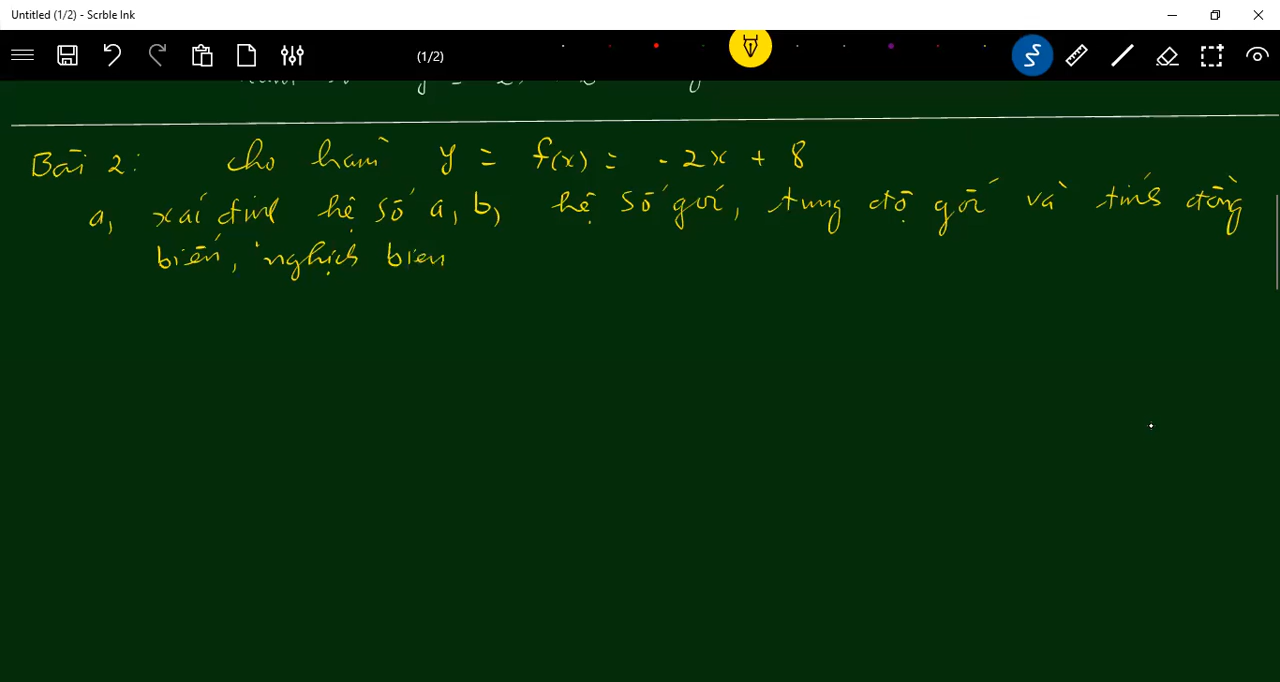 Untitled (1/2) - Scrble Ink
(1/2)
Bài 2: cho hàm y = f(x) = -2x + 8
a, xác định hệ số a, b, hệ số góc, tung độ gốc và tính đồng
biến, nghịch biến